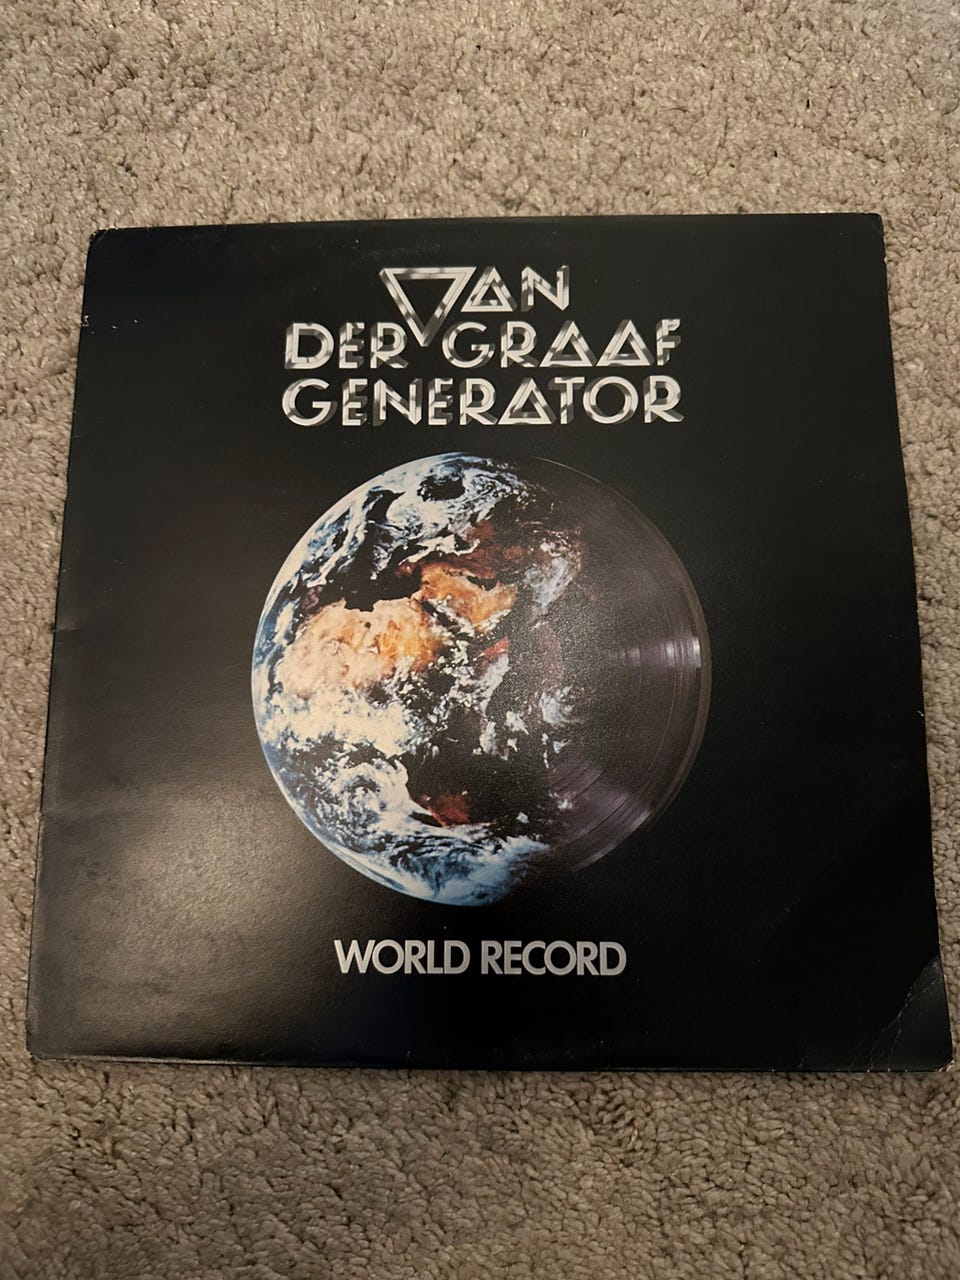 VAN
DER GRAAF
GENERATOR
WORLD RECORD